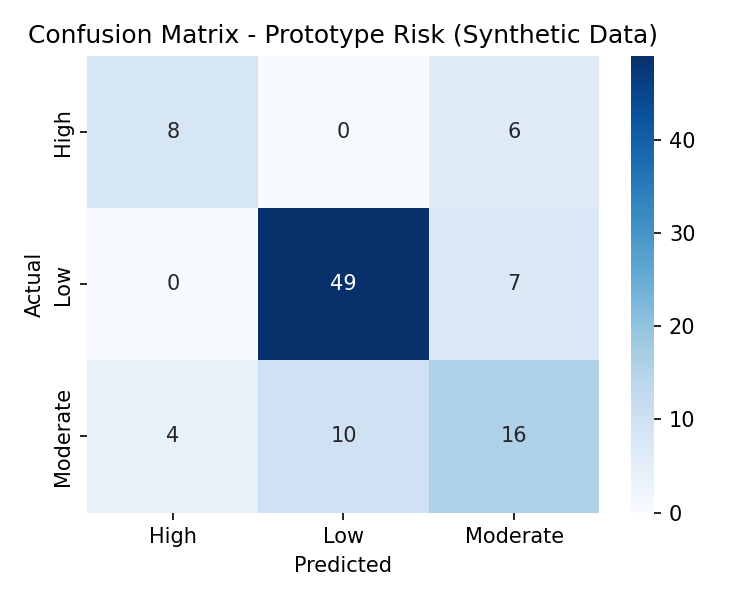 Confusion Matrix - Prototype Risk (Synthetic Data)
Actual
High
8 0 6
Low
0 49 7
Moderate
4 10 16
High Low Moderate
Predicted
40
30
20
10
0